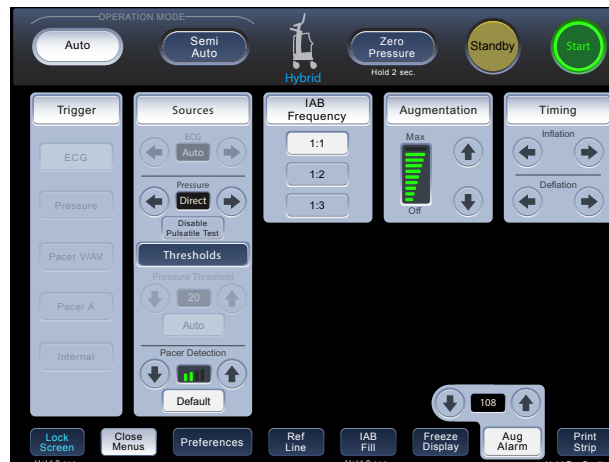 OPERATION MODE
Auto
Semi
Auto
Hybrid
Zero
Pressure
Hold 2 sec.
Standby
Start
Trigger
ECG
Pressure
Pacer V/AV
Pacer A
Internal
Sources
ECG
Auto
Pressure
Direct
Disable
Pulsatile Test
Thresholds
Pressure Threshold
20
Auto
Pacer Detection
Default
IAB
Frequency
1:1
1:2
1:3
Augmentation
Max
Off
Timing
Inflation
Deflation
108
Lock
Screen
Close
Menus
Preferences
Ref
Line
IAB
Fill
Freeze
Display
Aug
Alarm
Print
Strip